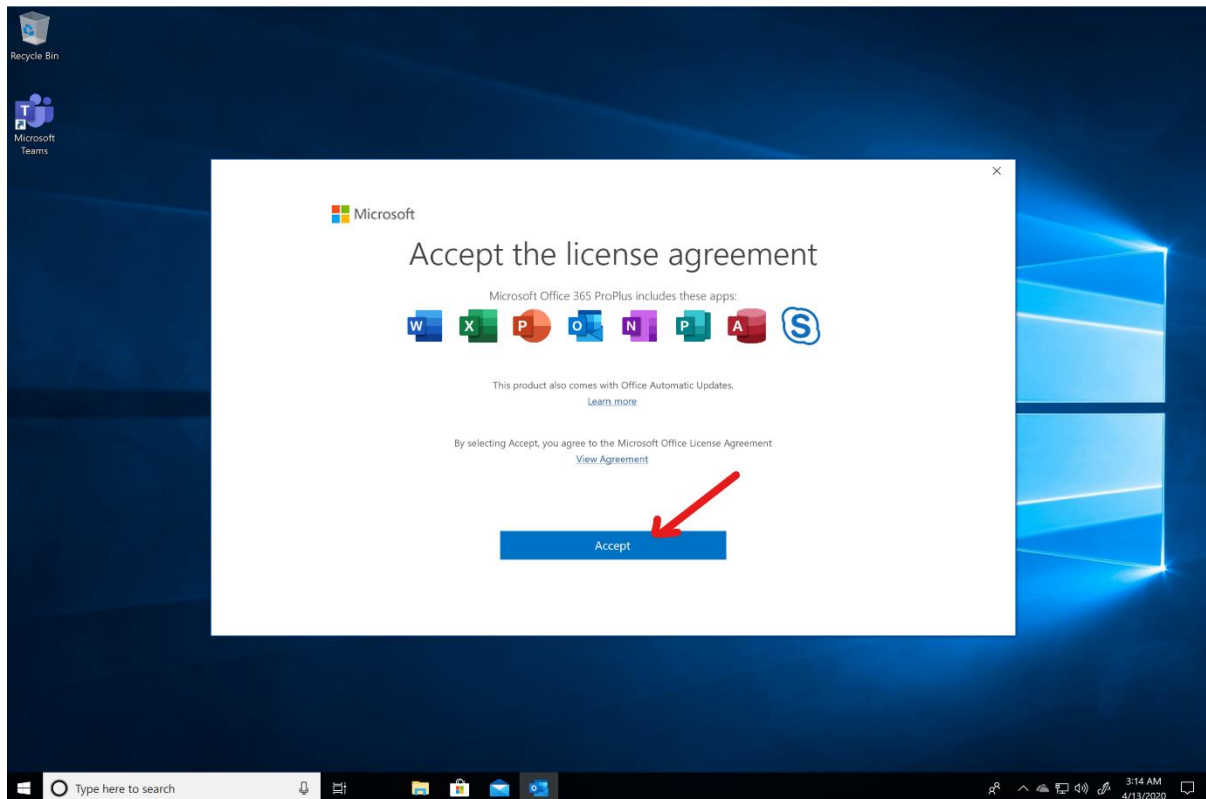 Recycle Bin
T
Microsoft
Teams
Microsoft
Accept the license agreement
Microsoft Office 365 ProPlus includes these apps:
W X P O N P A S
This product also comes with Office Automatic Updates.
Learn more
By selecting Accept, you agree to the Microsoft Office License Agreement
View Agreement
Accept
Type here to search
3:14 AM
4/13/2020